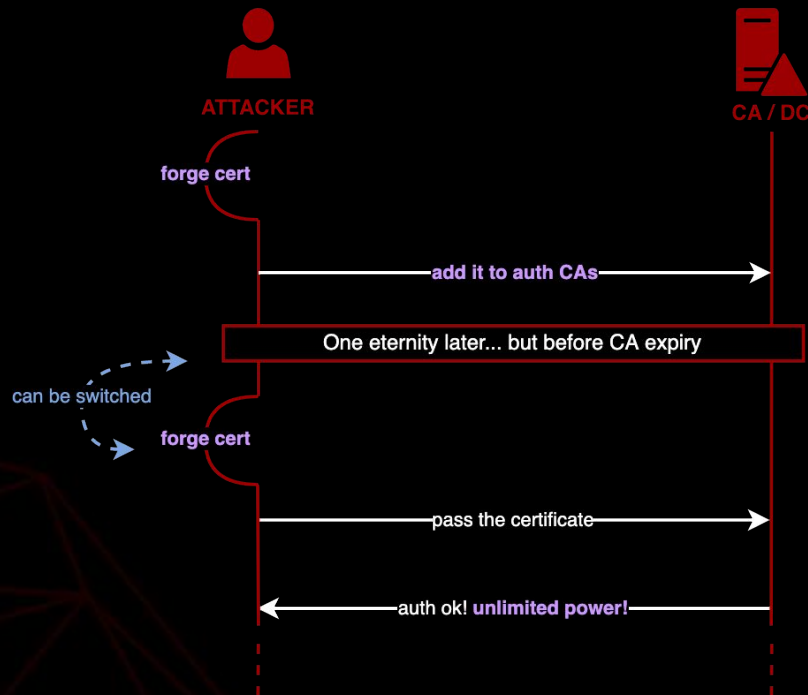 ATTACKER
CA / DC
forge cert
add it to auth CAs
One eternity later... but before CA expiry
can be switched
forge cert
pass the certificate
auth ok! unlimited power!